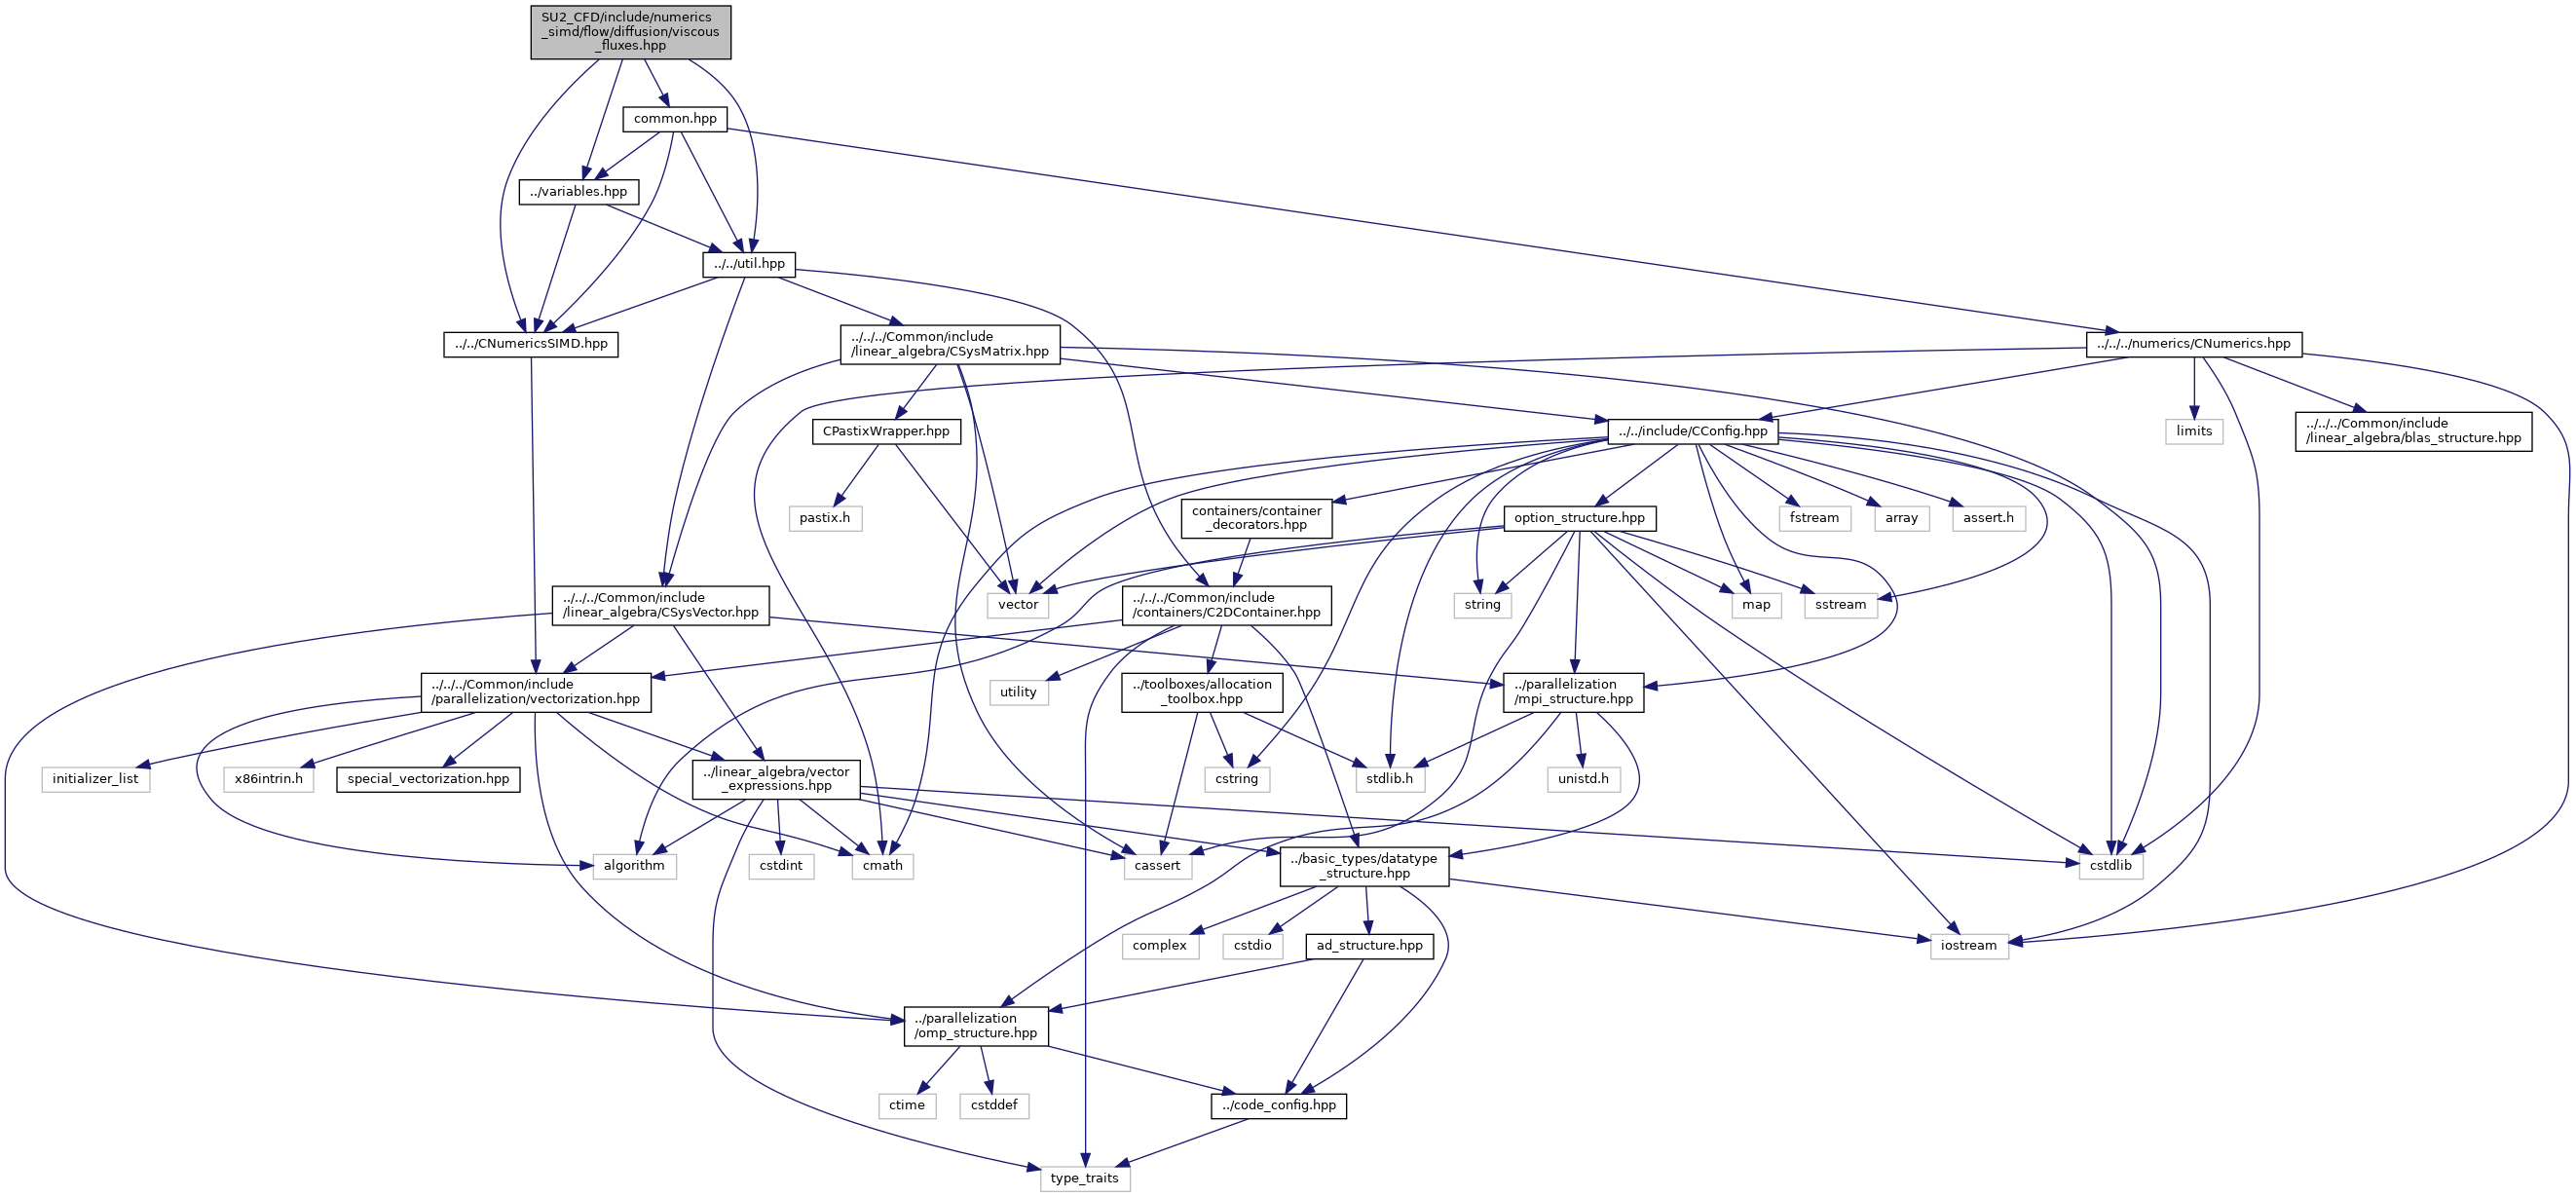 SU2_CFD/include/numerics
_simd/flow/diffusion/viscous
_fluxes.hpp
common.hpp
../variables.hpp
../../util.hpp
../../CNumericsSIMD.hpp
../../../Common/include
/linear_algebra/CSysMatrix.hpp
../../../numerics/CNumerics.hpp
CPastixWrapper.hpp
../../include/CConfig.hpp
limits
../../../Common/include
/linear_algebra/blas_structure.hpp
pastix.h
containers/container
_decorators.hpp
option_structure.hpp
fstream
array
assert.h
../../../Common/include
/linear_algebra/CSysVector.hpp
vector
../../../Common/include
/containers/C2DContainer.hpp
string
map
sstream
../../../Common/include
/parallelization/vectorization.hpp
utility
../toolboxes/allocation
_toolbox.hpp
../parallelization
/mpi_structure.hpp
initializer_list
x86intrin.h
special_vectorization.hpp
../linear_algebra/vector
_expressions.hpp
cstring
stdlib.h
unistd.h
algorithm
cstdint
cmath
cassert
../basic_types/datatype
_structure.hpp
cstdlib
complex
cstdio
ad_structure.hpp
iostream
../parallelization
/omp_structure.hpp
ctime
cstddef
../code_config.hpp
type_traits